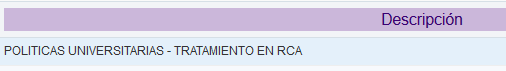 Descripción
POLITICAS UNIVERSITARIAS - TRATAMIENTO EN RCA